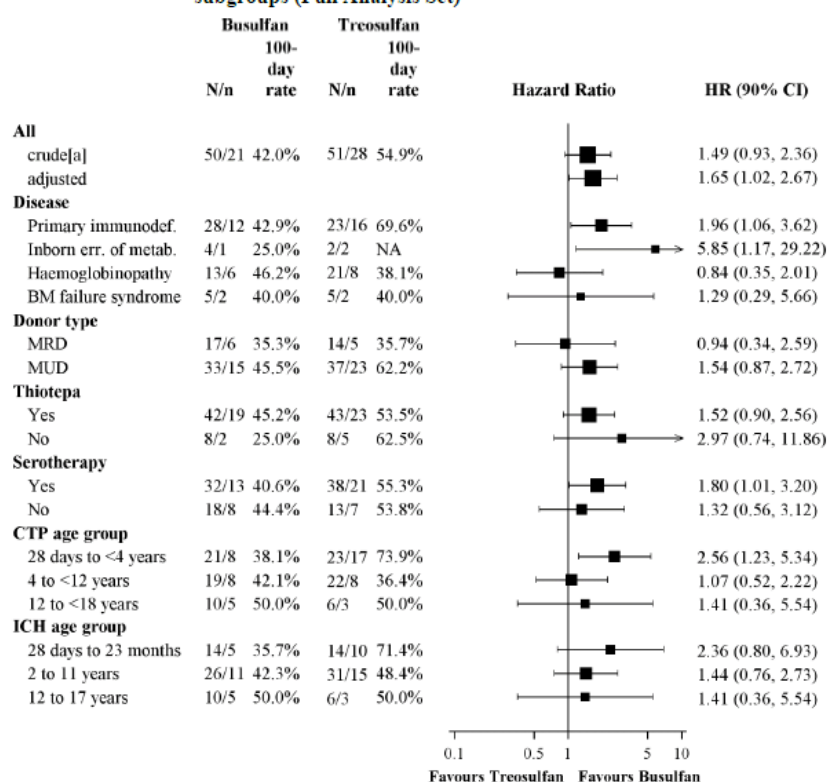 subgroups (Full Analysis Set)
Busulfan Treosulfan
100- 100-
day day
N/n rate N/n rate Hazard Ratio HR (90% CI)
All
crude[a] 50/21 42.0% 51/28 54.9% 1.49 (0.93, 2.36)
adjusted 1.65 (1.02, 2.67)
Disease
Primary immunodef. 28/12 42.9% 23/16 69.6% 1.96 (1.06, 3.62)
Inborn err. of metab. 4/1 25.0% 2/2 NA 5.85 (1.17, 29.22)
Haemoglobinopathy 13/6 46.2% 21/8 38.1% 0.84 (0.35, 2.01)
BM failure syndrome 5/2 40.0% 5/2 40.0% 1.29 (0.29, 5.66)
Donor type
MRD 17/6 35.3% 14/5 35.7% 0.94 (0.34, 2.59)
MUD 33/15 45.5% 37/23 62.2% 1.54 (0.87, 2.72)
Thiotepa
Yes 42/19 45.2% 43/23 53.5% 1.52 (0.90, 2.56)
No 8/2 25.0% 8/5 62.5% 2.97 (0.74, 11.86)
Serotherapy
Yes 32/13 40.6% 38/21 55.3% 1.80 (1.01, 3.20)
No 18/8 44.4% 13/7 53.8% 1.32 (0.56, 3.12)
CTP age group
28 days to <4 years 21/8 38.1% 23/17 73.9% 2.56 (1.23, 5.34)
4 to <12 years 19/8 42.1% 22/8 36.4% 1.07 (0.52, 2.22)
12 to <18 years 10/5 50.0% 6/3 50.0% 1.41 (0.36, 5.54)
ICH age group
28 days to 23 months 14/5 35.7% 14/10 71.4% 2.36 (0.80, 6.93)
2 to 11 years 26/11 42.3% 31/15 48.4% 1.44 (0.76, 2.73)
12 to 17 years 10/5 50.0% 6/3 50.0% 1.41 (0.36, 5.54)
0.1 0.5 1 5 10
Favours Treosulfan Favours Busulfan